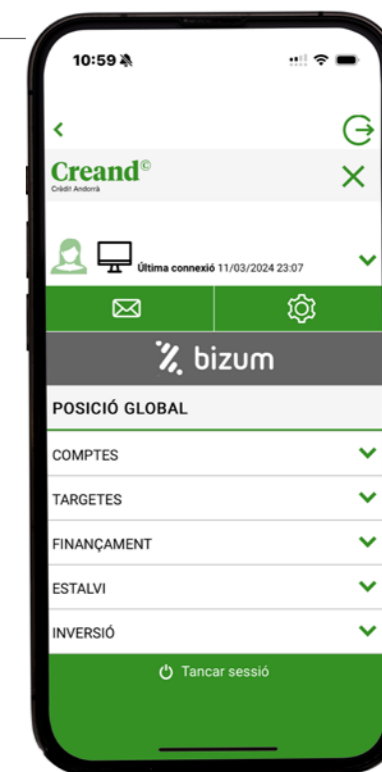 10:59
Creand©
Crèdit Andorrà
Última connexió 11/03/2024 23:07
bizum
POSICIÓ GLOBAL
COMPTES
TARGETES
FINANÇAMENT
ESTALVI
INVERSIÓ
Tancar sessió